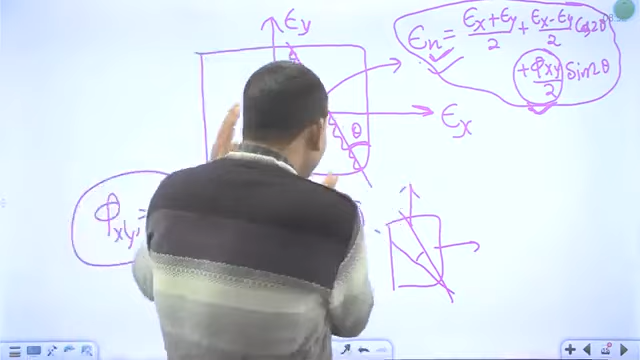 ϵy
ϵn = ϵx + ϵy / 2 + ϵx - ϵy / 2 Cos2θ
+ ϕxy / 2 Sin2θ
ϵx
θ
ϕx'y' =